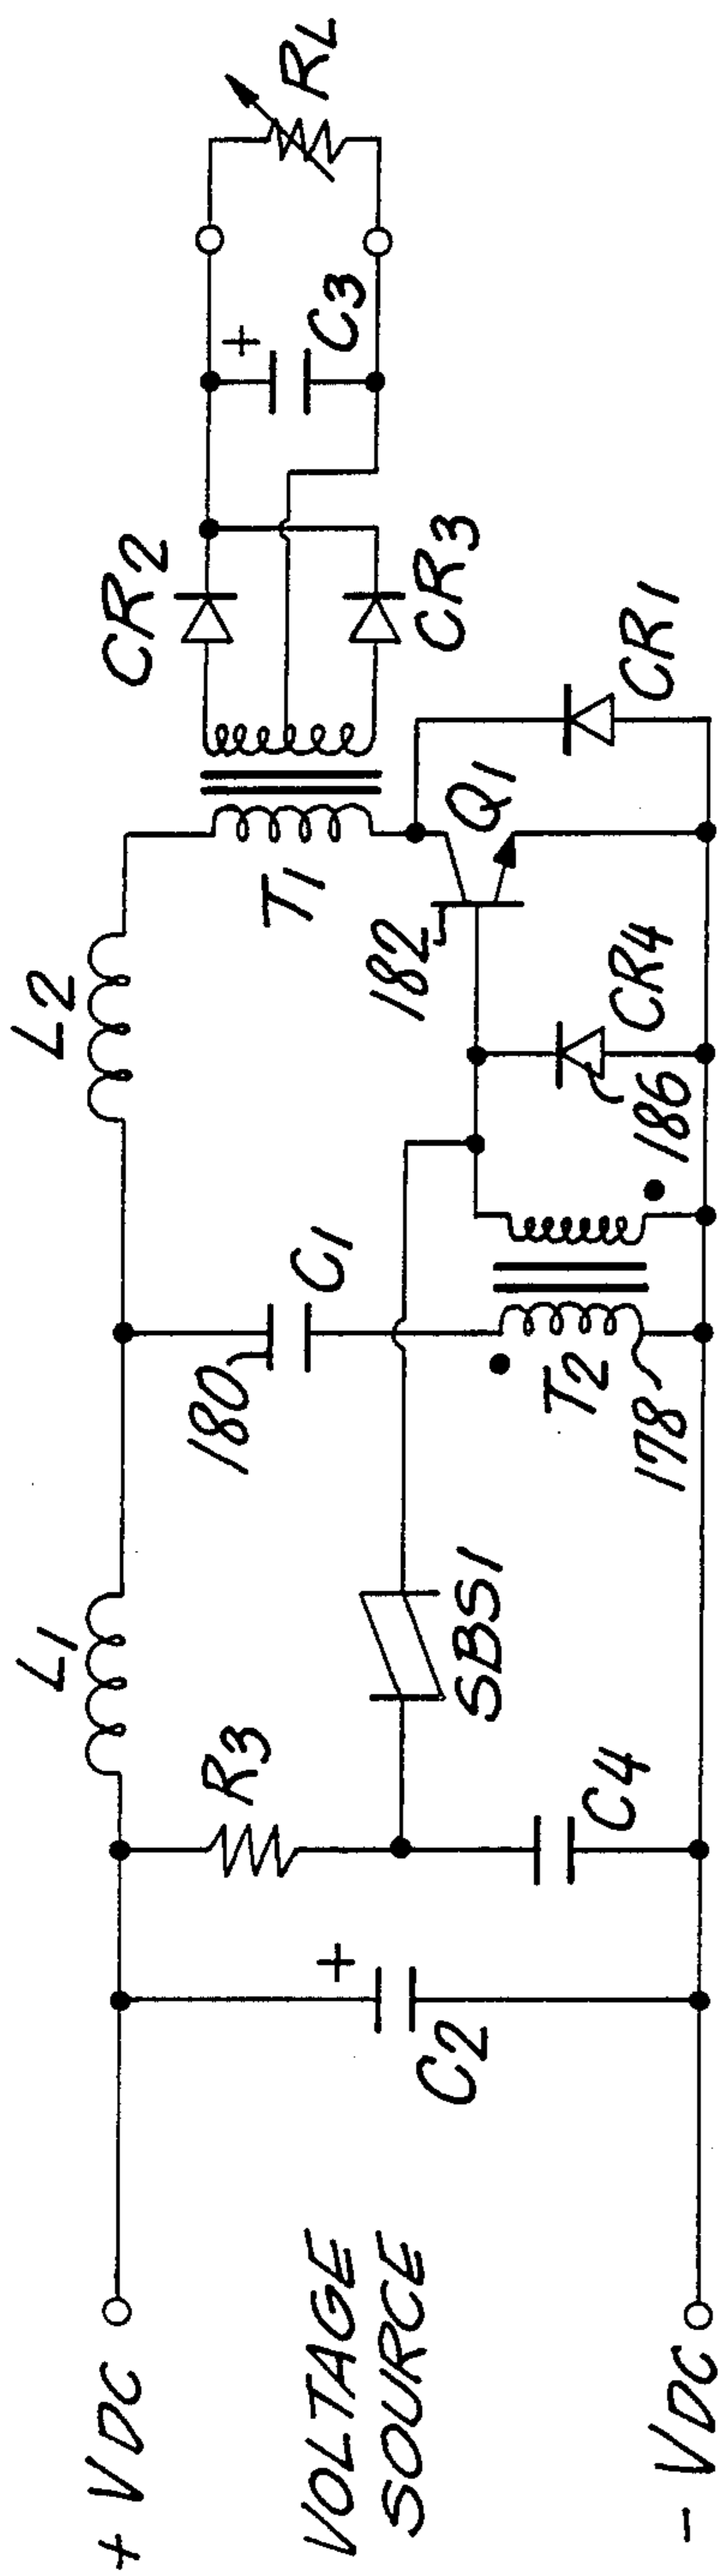 + VDC
VOLTAGE
SOURCE
- VDC
C2
+
R3
C4
L1
SBS1
180
C1
T2
178
L2
186
CR4
182
Q1
T1
CR1
CR2
CR3
+
C3
RL